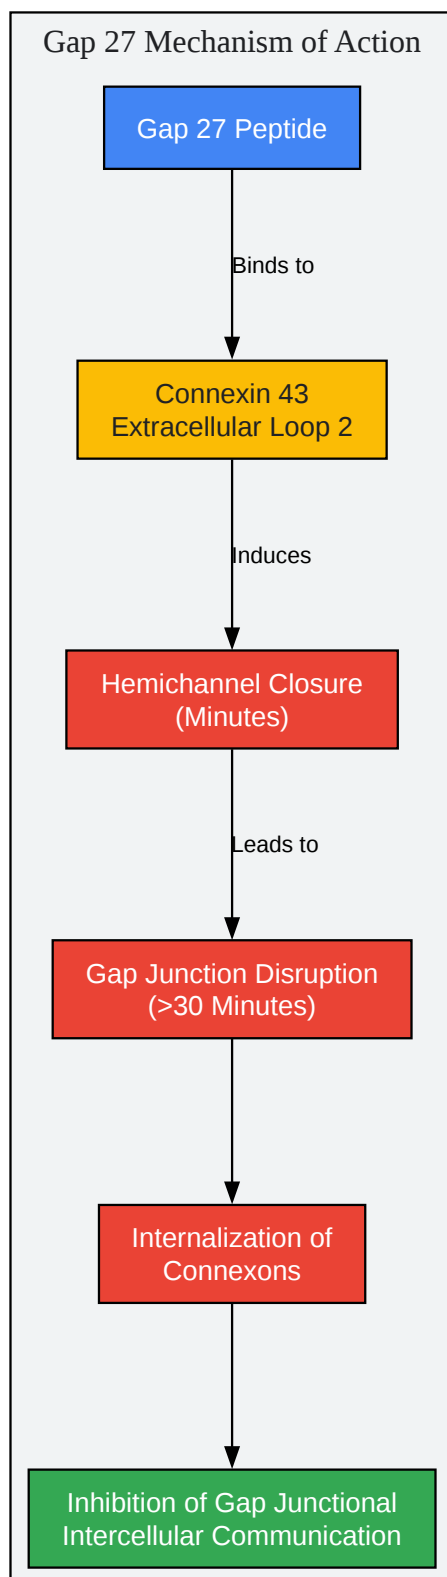 Gap 27 Mechanism of Action
Gap 27 Peptide
Binds to
Connexin 43
Extracellular Loop 2
Induces
Hemichannel Closure
(Minutes)
Leads to
Gap Junction Disruption
(>30 Minutes)
Internalization of
Connexons
Inhibition of Gap Junctional
Intercellular Communication